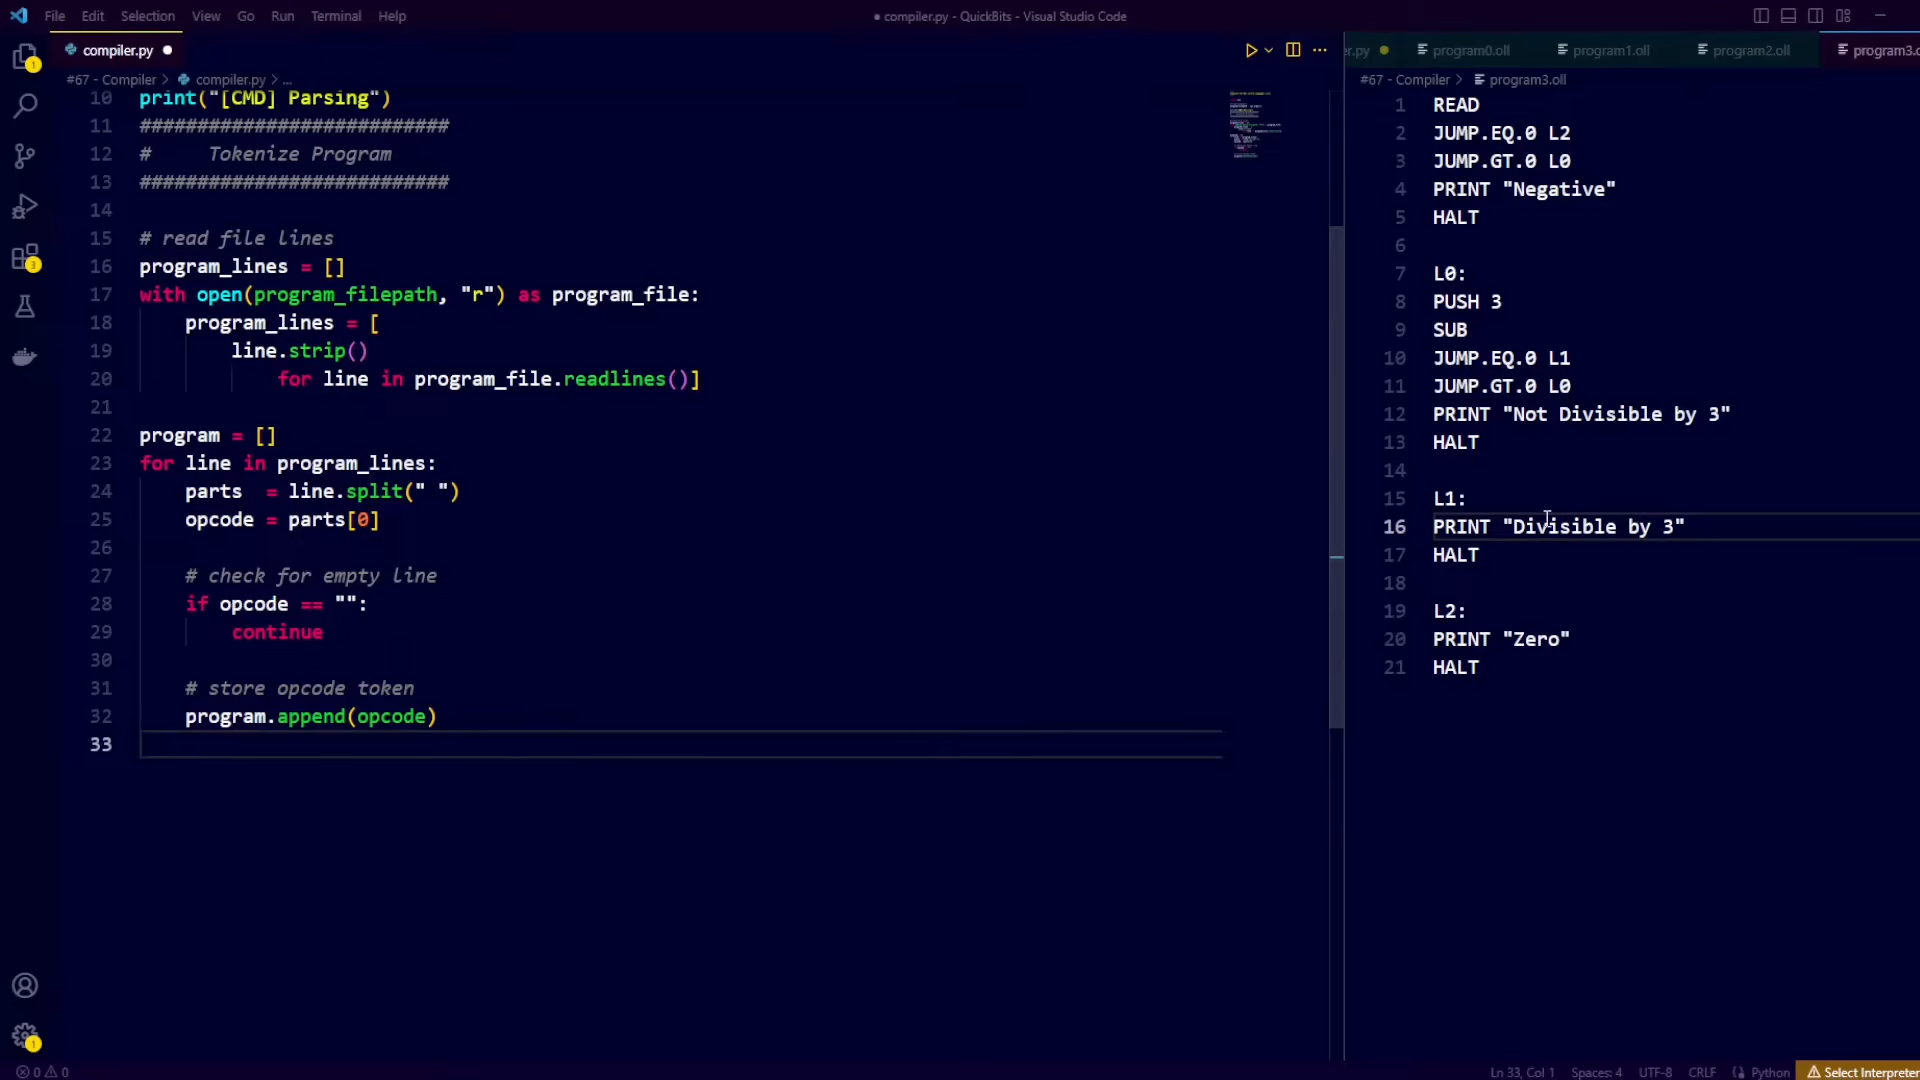 File Edit Selection View Go Run Terminal Help
● compiler.py - QuickBits - Visual Studio Code
compiler.py
#67 - Compiler > compiler.py > ...
10 print("[CMD] Parsing")
11 ###########################
12 #     Tokenize Program
13 ###########################
14
15 # read file lines
16 program_lines = []
17 with open(program_filepath, "r") as program_file:
18     program_lines = [
19         line.strip()
20             for line in program_file.readlines()]
21
22 program = []
23 for line in program_lines:
24     parts  = line.split(" ")
25     opcode = parts[0]
26
27     # check for empty line
28     if opcode == "":
29         continue
30
31     # store opcode token
32     program.append(opcode)
33
er.py program0.oll program1.oll program2.oll program3.o
#67 - Compiler > program3.oll
1 READ
2 JUMP.EQ.0 L2
3 JUMP.GT.0 L0
4 PRINT "Negative"
5 HALT
6
7 L0:
8 PUSH 3
9 SUB
10 JUMP.EQ.0 L1
11 JUMP.GT.0 L0
12 PRINT "Not Divisible by 3"
13 HALT
14
15 L1:
16 PRINT "Divisible by 3"
17 HALT
18
19 L2:
20 PRINT "Zero"
21 HALT
1
3
1
0 0 Ln 33, Col 1 Spaces: 4 UTF-8 CRLF Python Select Interpreter